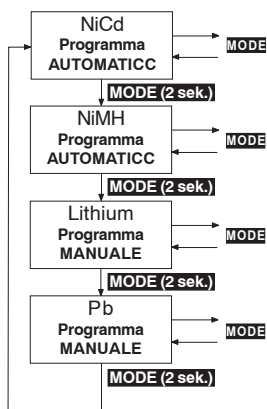 NiCd
Programma
AUTOMATICC
MODE
MODE (2 sek.)
NiMH
Programma
AUTOMATICC
MODE
MODE (2 sek.)
Lithium
Programma
MANUALE
MODE
MODE (2 sek.)
Pb
Programma
MANUALE
MODE
MODE (2 sek.)